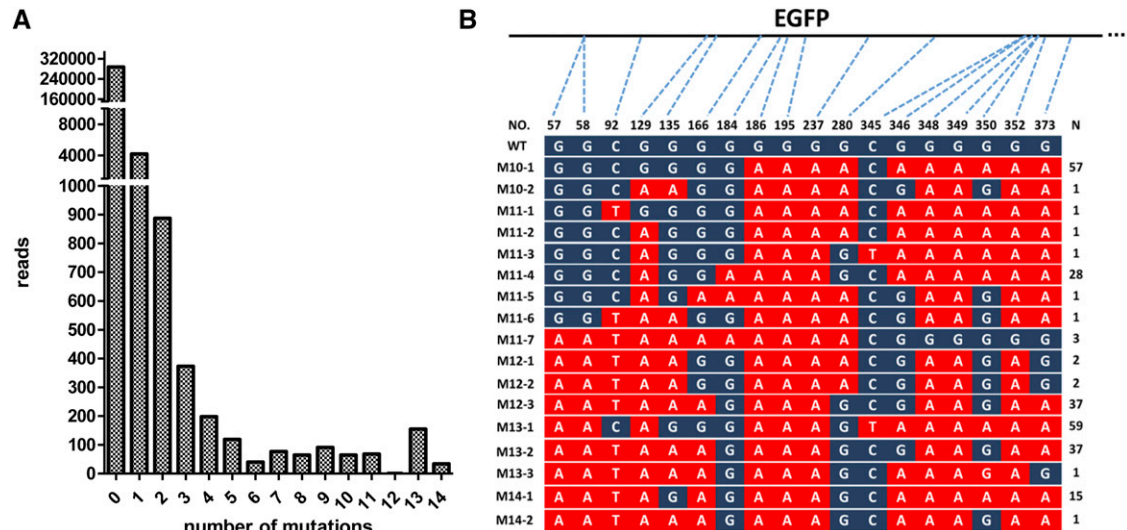 A
320000
240000
160000
8000
4000
1000
900
800
700
600
500
400
300
200
100
0
reads
0 1 2 3 4 5 6 7 8 9 10 11 12 13 14
number of mutations
B
EGFP
...
NO. 57 58 92 129 135 166 184 186 195 237 280 345 346 348 349 350 352 373 N
WT G G C G G G G G G G G C G G G G G G
M10-1 G G C G G G G A A A A C A A A A A A 57
M10-2 G G C A A G G A A A A C G A A G A A 1
M11-1 G G T G G G G A A A A C A A A A A A 1
M11-2 G G C A G G G A A A A C A A A A A A 1
M11-3 G G C A G G G A A A G T A A A A A A 1
M11-4 G G C A G G A A A A G C A A A A A A 28
M11-5 G G C A G A A A A A A C G A A G A A 1
M11-6 G G T A A G G A A A A C G A A G A A 1
M11-7 A A T A A A A A A A A C G G G G G G 3
M12-1 A A T A A G G A A A A C G A A G A G 2
M12-2 A A T A A G G A A A A C G A A G A G 2
M12-3 A A T A A A G A A A G C G A A G A A 37
M13-1 A A C A G G G A A A G T A A A A A A 59
M13-2 A A T A A A G A A A G C G A A G A A 37
M13-3 A A T A A A G A A A G C A A A G A G 1
M14-1 A A T A G A G A A A G C A A A A A A 15
M14-2 A A T A A A G A A A G C A A A G A A 1